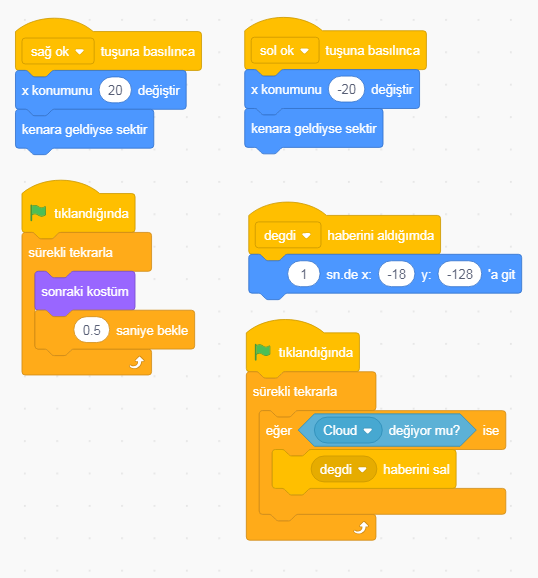 sağ ok tuşuna basılınca
x konumunu 20 değiştir
kenara geldiyse sektir
sol ok tuşuna basılınca
x konumunu -20 değiştir
kenara geldiyse sektir
tıklandığında
sürekli tekrarla
sonraki kostüm
0.5 saniye bekle
degdi haberini aldığımda
1 sn.de x: -18 y: -128 'a git
tıklandığında
sürekli tekrarla
eğer Cloud değiyor mu? ise
degdi haberini sal